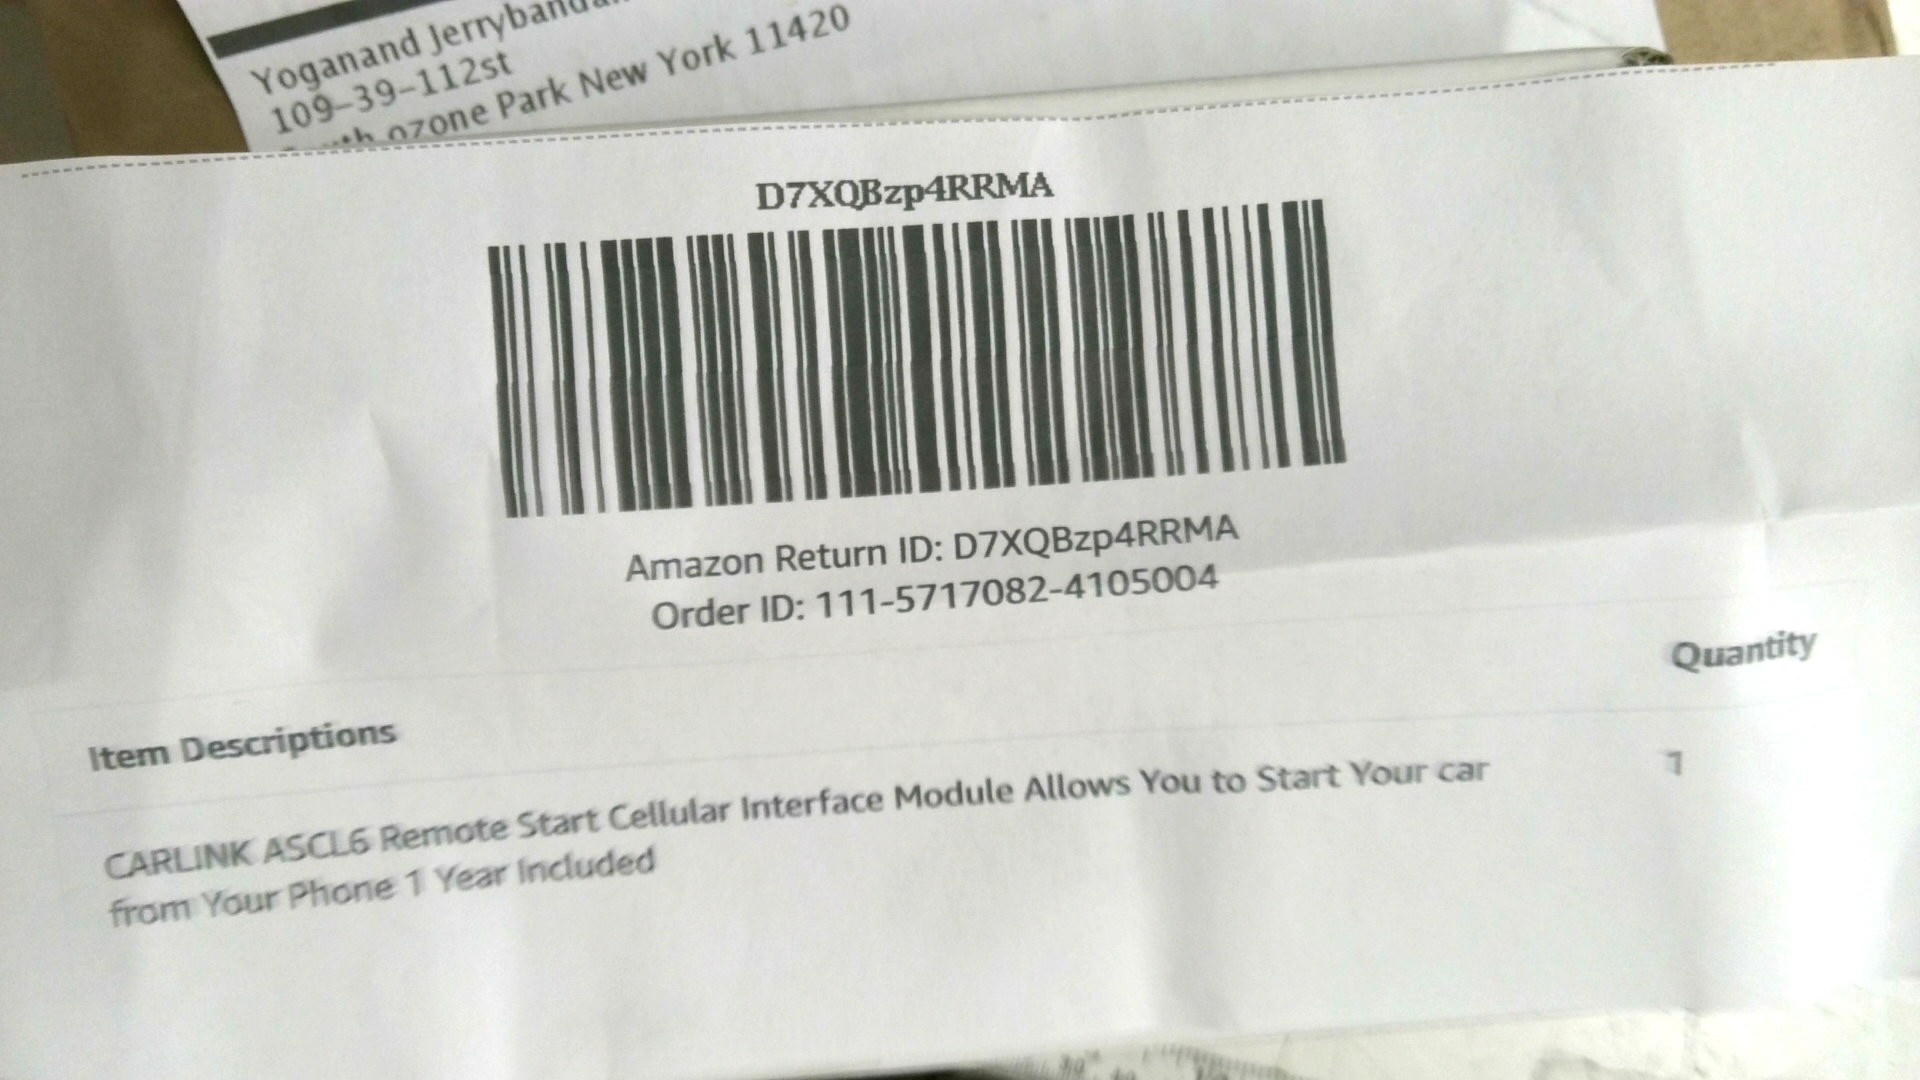 Yoganand
109-39-112st
South ozone Park New York 11420
D7XQBzp4RRMA
Amazon Return ID: D7XQBzp4RRMA
Order ID: 111-5717082-4105004
Quantity
Item Descriptions
CARLINK ASCL6 Remote Start Cellular Interface Module Allows You to Start Your car
1
from Your Phone 1 Year Included